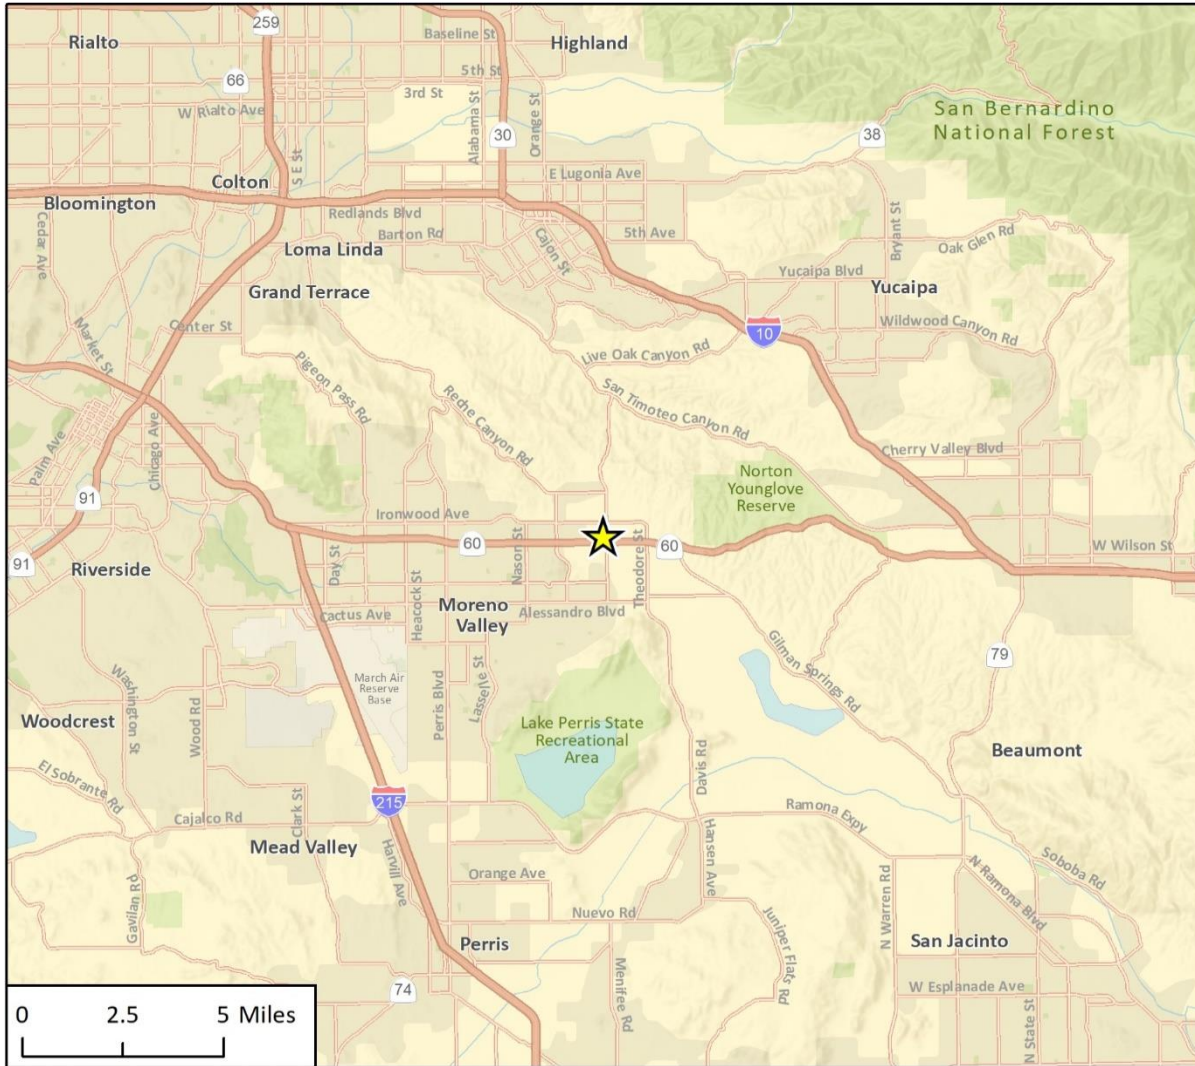 259
Rialto
Baseline St
Highland
5th St
66
3rd St
W Rialto Ave
Alabama St
Orange St
San Bernardino
National Forest
30
38
S E St
E Lugonia Ave
Colton
Bloomington
Redlands Blvd
Cedar Ave
Barton Rd
5th Ave
Cajon St
Bryant St
Oak Glen Rd
Loma Linda
Yucaipa Blvd
Grand Terrace
Yucaipa
Market St
Center St
10
Wildwood Canyon Rd
Live Oak Canyon Rd
Pigeon Pass Rd
Reche Canyon Rd
San Timoteo Canyon Rd
Palm Ave
Chicago Ave
Cherry Valley Blvd
Norton
Younglove
Reserve
91
Ironwood Ave
60
60
Day St
Nason St
Theodore St
W Wilson St
91
Riverside
Heacock St
Cactus Ave
Moreno
Valley
Alessandro Blvd
Gilman Springs Rd
79
March Air
Reserve
Base
Washington St
Wood Rd
Perris Blvd
Lasselle St
Woodcrest
Lake Perris State
Recreational
Area
Davis Rd
Beaumont
El Sobrante Rd
Cajalco Rd
Clark St
215
Ramona Expy
Mead Valley
Harvill Ave
Hansen Ave
Soboba Rd
Orange Ave
N Warren Rd
N Ramona Blvd
Gavilan Rd
Nuevo Rd
Juniper Flats Rd
Perris
San Jacinto
Menifee Rd
74
W Esplanade Ave
N State St
0 2.5 5 Miles